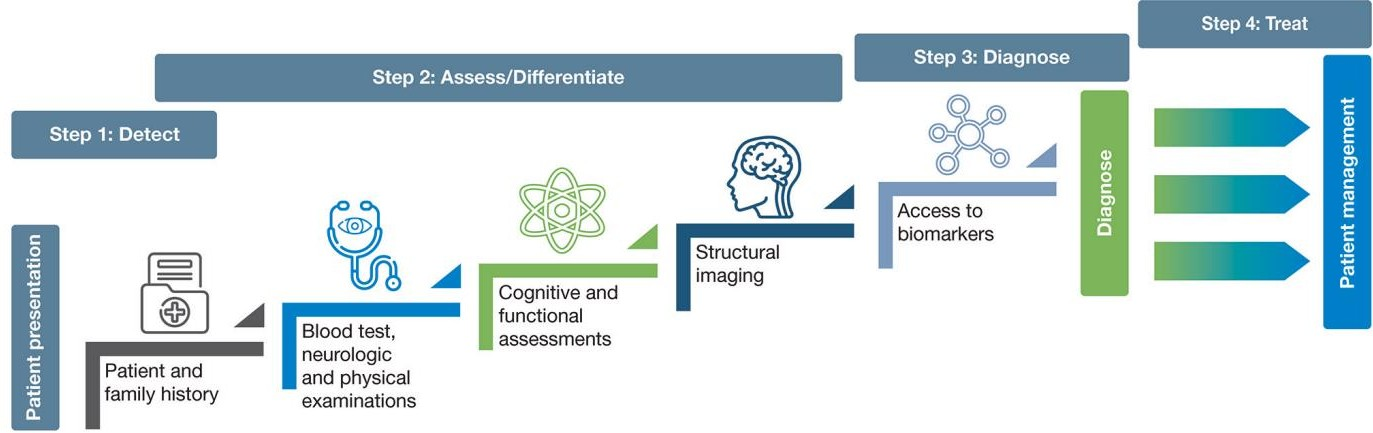 Step 1: Detect
Step 2: Assess/Differentiate
Step 3: Diagnose
Step 4: Treat
Patient presentation
Patient and
family history
Blood test,
neurologic
and physical
examinations
Cognitive and
functional
assessments
Structural
imaging
Access to
biomarkers
Diagnose
Patient management